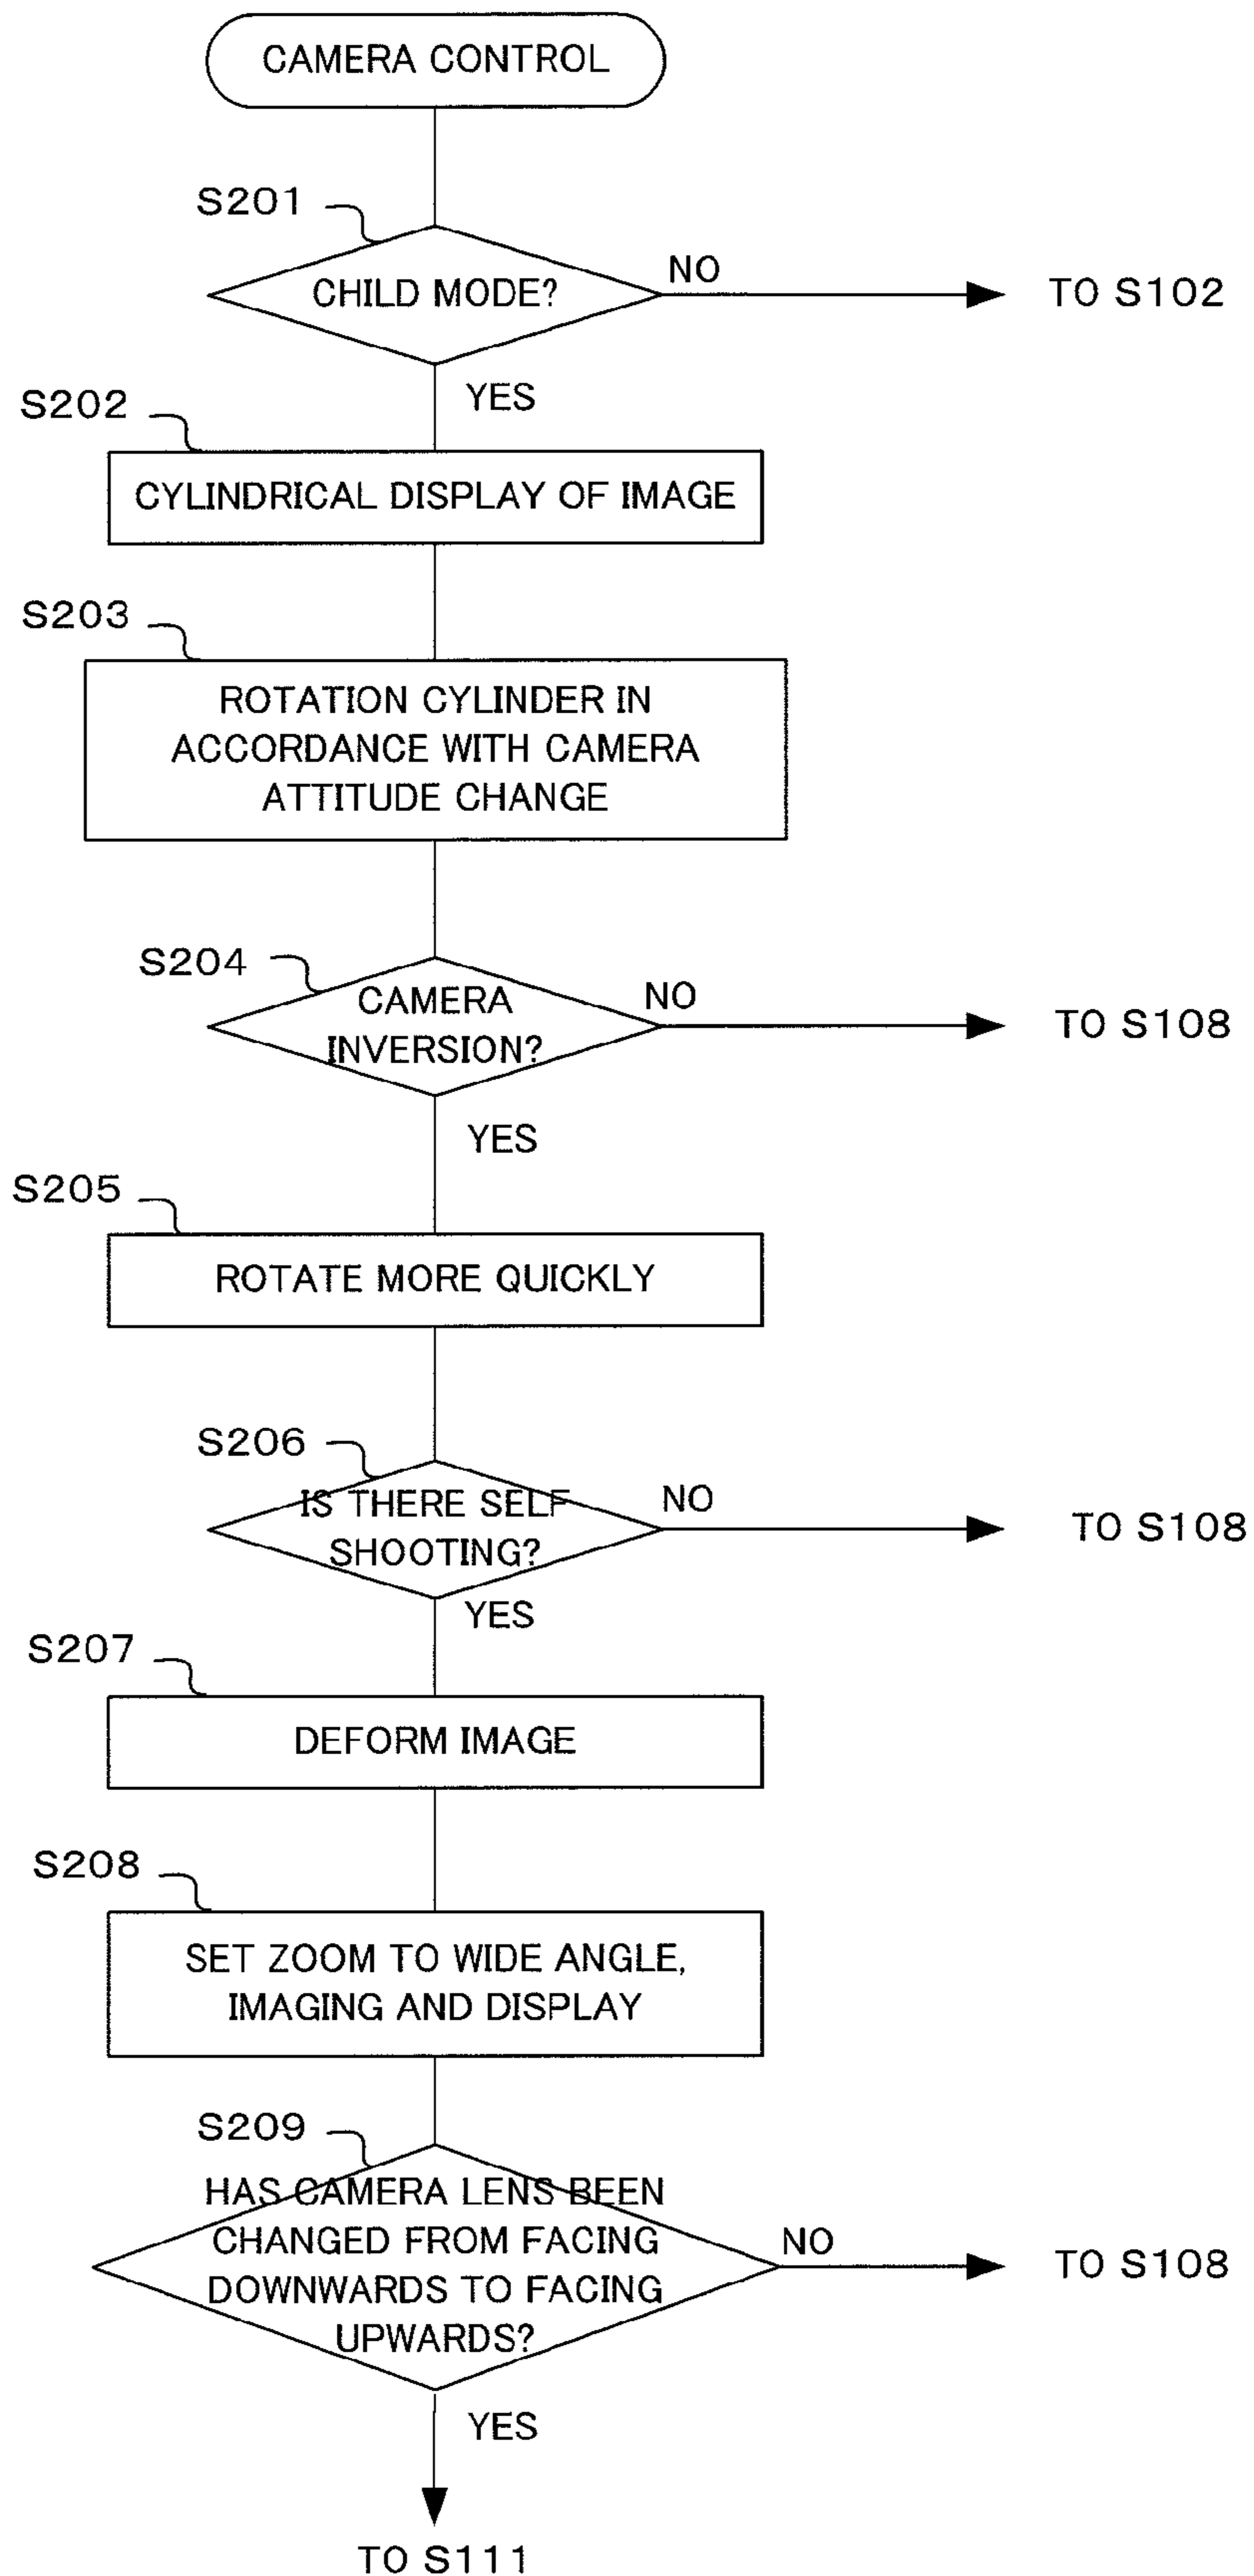 CAMERA CONTROL
S201
CHILD MODE?
NO
TO S102
YES
S202
CYLINDRICAL DISPLAY OF IMAGE
S203
ROTATION CYLINDER IN
ACCORDANCE WITH CAMERA
ATTITUDE CHANGE
S204
CAMERA
INVERSION?
NO
TO S108
YES
S205
ROTATE MORE QUICKLY
S206
IS THERE SELF
SHOOTING?
NO
TO S108
YES
S207
DEFORM IMAGE
S208
SET ZOOM TO WIDE ANGLE,
IMAGING AND DISPLAY
S209
HAS CAMERA LENS BEEN
CHANGED FROM FACING
DOWNWARDS TO FACING
UPWARDS?
NO
TO S108
YES
TO S111